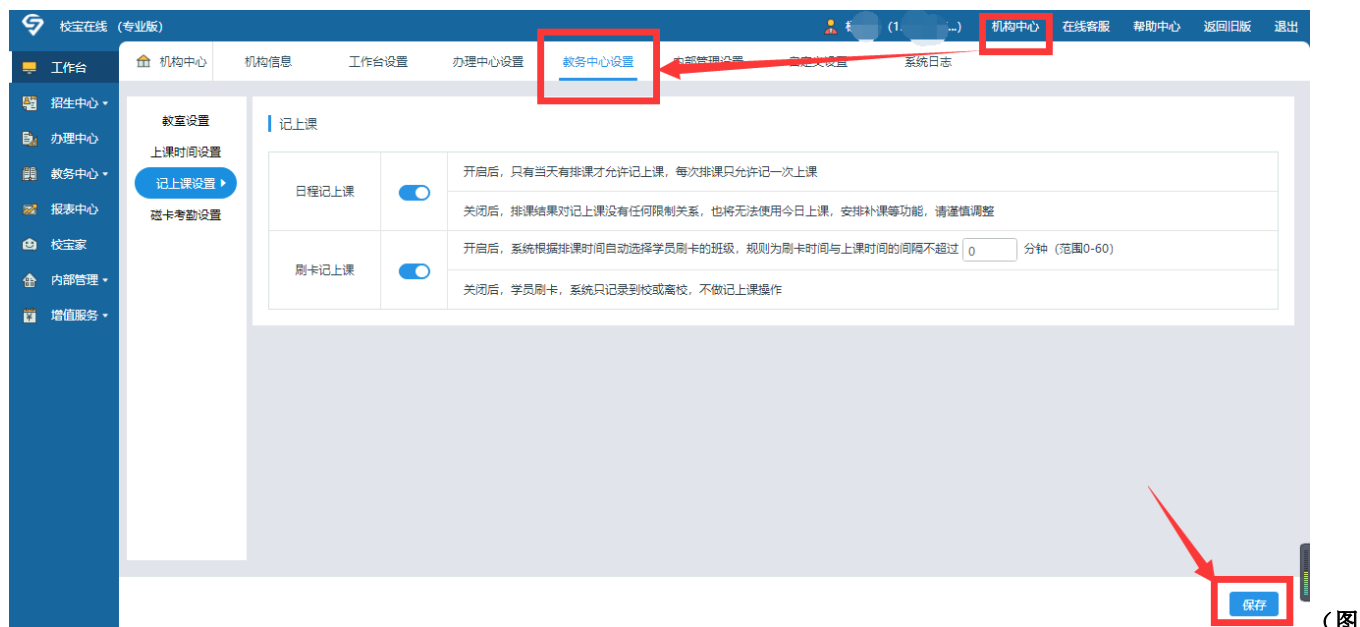 校宝在线 (专业版)
(1. ...) 机构中心 在线客服 帮助中心 返回旧版 退出
工作台
招生中心
办理中心
教务中心
报表中心
校宝家
内部管理
增值服务
机构中心 机构信息 工作台设置 办理中心设置 教务中心设置 内部管理设置 自定义设置 系统日志
教室设置
上课时间设置
记上课设置
磁卡考勤设置
记上课
日程记上课
开启后，只有当天有排课才允许记上课，每次排课只允许记一次上课
关闭后，排课结果对记上课没有任何限制关系，也将无法使用今日上课，安排补课等功能，请谨慎调整
刷卡记上课
开启后，系统根据排课时间自动选择学员刷卡的班级，规则为刷卡时间与上课时间的间隔不超过 0 分钟（范围0-60）
关闭后，学员刷卡，系统只记录到校或离校，不做记上课操作
保存
（图